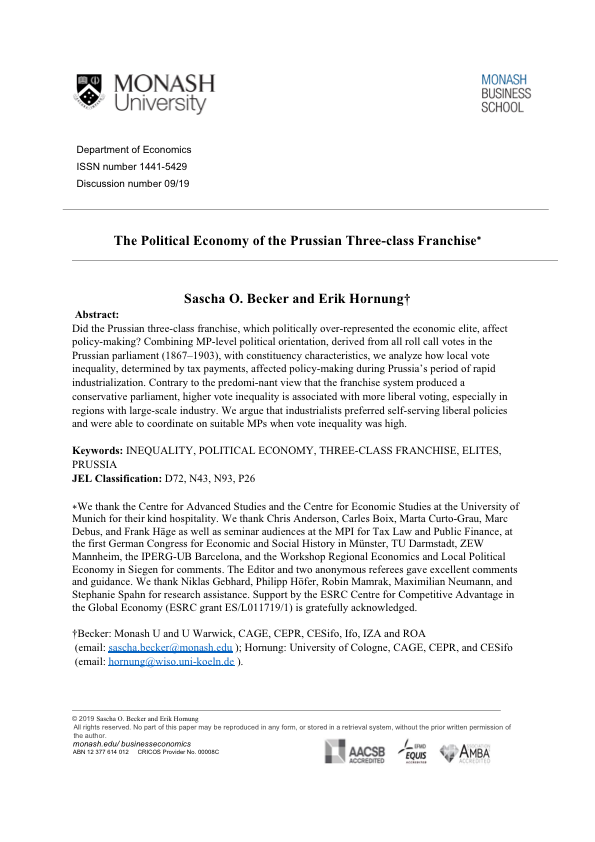 MONASH
University
MONASH
BUSINESS
SCHOOL
Department of Economics
ISSN number 1441-5429
Discussion number 09/19
The Political Economy of the Prussian Three-class Franchise*
Sascha O. Becker and Erik Hornung†
Abstract:
Did the Prussian three-class franchise, which politically over-represented the economic elite, affect
policy-making? Combining MP-level political orientation, derived from all roll call votes in the
Prussian parliament (1867–1903), with constituency characteristics, we analyze how local vote
inequality, determined by tax payments, affected policy-making during Prussia's period of rapid
industrialization. Contrary to the predomi-nant view that the franchise system produced a
conservative parliament, higher vote inequality is associated with more liberal voting, especially in
regions with large-scale industry. We argue that industrialists preferred self-serving liberal policies
and were able to coordinate on suitable MPs when vote inequality was high.
Keywords: INEQUALITY, POLITICAL ECONOMY, THREE-CLASS FRANCHISE, ELITES,
PRUSSIA
JEL Classification: D72, N43, N93, P26
*We thank the Centre for Advanced Studies and the Centre for Economic Studies at the University of
Munich for their kind hospitality. We thank Chris Anderson, Carles Boix, Marta Curto-Grau, Marc
Debus, and Frank Häge as well as seminar audiences at the MPI for Tax Law and Public Finance, at
the first German Congress for Economic and Social History in Münster, TU Darmstadt, ZEW
Mannheim, the IPERG-UB Barcelona, and the Workshop Regional Economics and Local Political
Economy in Siegen for comments. The Editor and two anonymous referees gave excellent comments
and guidance. We thank Niklas Gebhard, Philipp Höfer, Robin Mamrak, Maximilian Neumann, and
Stephanie Spahn for research assistance. Support by the ESRC Centre for Competitive Advantage in
the Global Economy (ESRC grant ES/L011719/1) is gratefully acknowledged.
†Becker: Monash U and U Warwick, CAGE, CEPR, CESifo, Ifo, IZA and ROA
(email: sascha.becker@monash.edu ); Hornung: University of Cologne, CAGE, CEPR, and CESifo
(email: hornung@wiso.uni-koeln.de ).
© 2019 Sascha O. Becker and Erik Hornung
All rights reserved. No part of this paper may be reproduced in any form, or stored in a retrieval system, without the prior written permission of
the author.
monash.edu/ businesseconomics
ABN 12 377 614 012 CRICOS Provider No. 00008C
AACSB
ACCREDITED
EFMD
EQUIS
ACCREDITED
AMBA
ACCREDITED